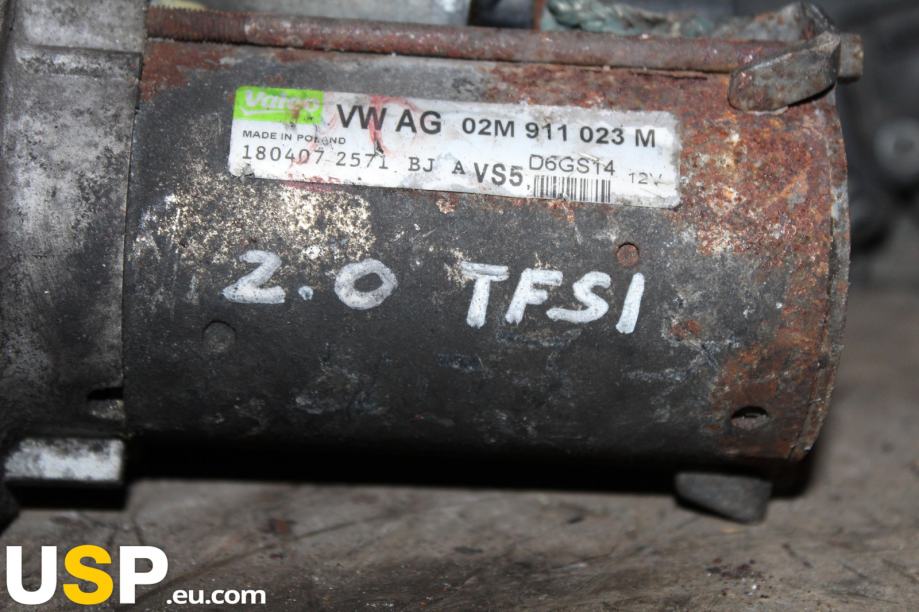 Valeo
VW AG 02M 911 023 M
MADE IN POLAND
180407 2571 BJ A VS5, D6GS14 12V
2.0 TFSI
USP.eu.com